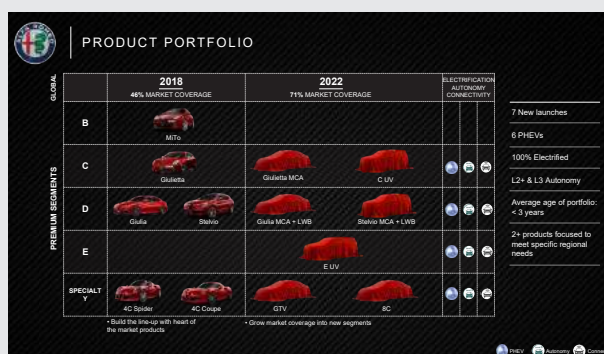 ALFA ROMEO
PRODUCT PORTFOLIO
GLOBAL
2018
46% MARKET COVERAGE
2022
71% MARKET COVERAGE
ELECTRIFICATION
AUTONOMY
CONNECTIVITY
PREMIUM SEGMENTS
B
MiTo
C
Giulietta
Giulietta MCA
C UV
D
Giulia
Stelvio
Giulia MCA + LWB
Stelvio MCA + LWB
E
E UV
SPECIALT
Y
4C Spider
4C Coupe
GTV
8C
• Build the line-up with heart of
the market products
• Grow market coverage into new segments
7 New launches
6 PHEVs
100% Electrified
L2+ & L3 Autonomy
Average age of portfolio:
< 3 years
2+ products focused to
meet specific regional
needs
PHEV
Autonomy
Conne